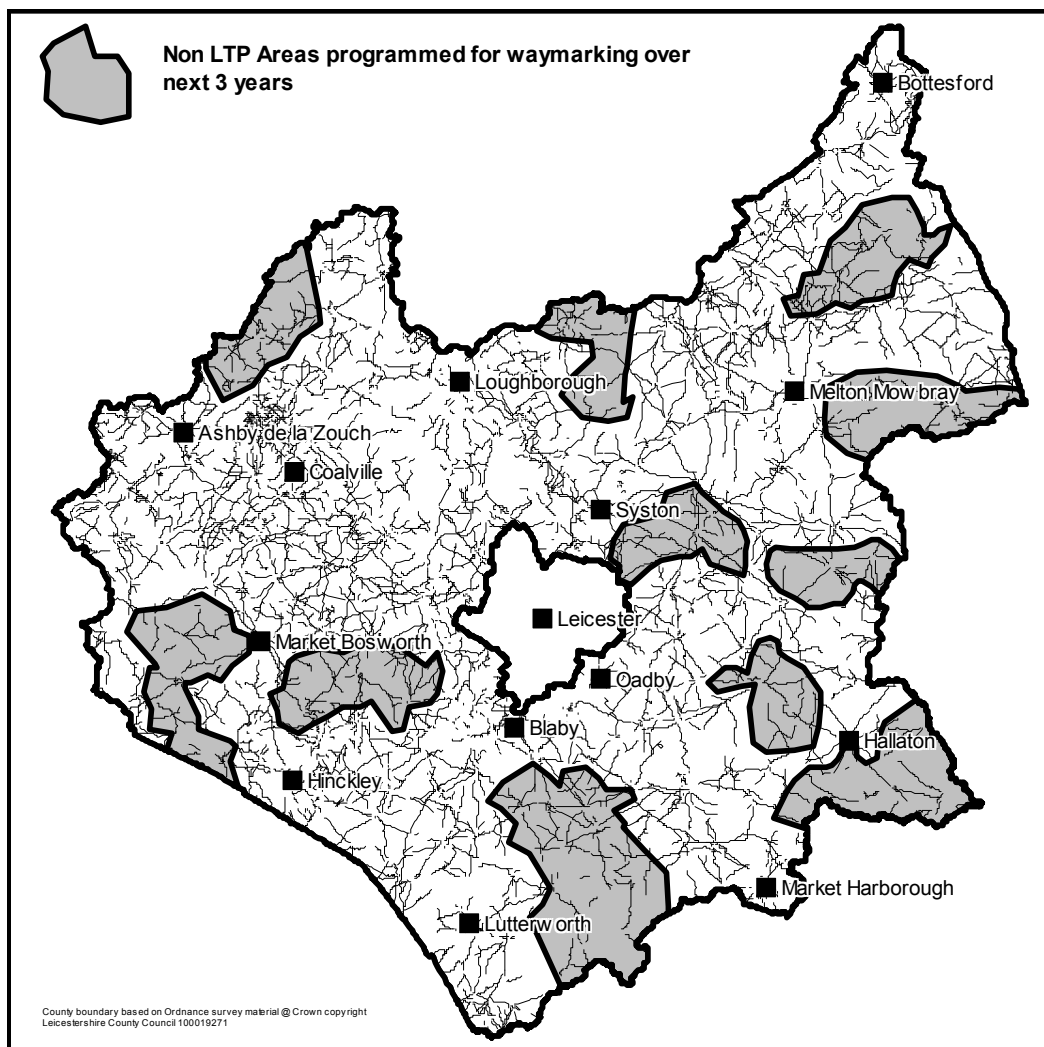 Non LTP Areas programmed for waymarking over
next 3 years
Bottesford
Loughborough
Melton Mowbray
Ashby de la Zouch
Coalville
Syston
Leicester
Market Bosworth
Oadby
Blaby
Hallaton
Hinckley
Market Harborough
Lutterworth
County boundary based on Ordnance survey material @ Crown copyright
Leicestershire County Council 100019271